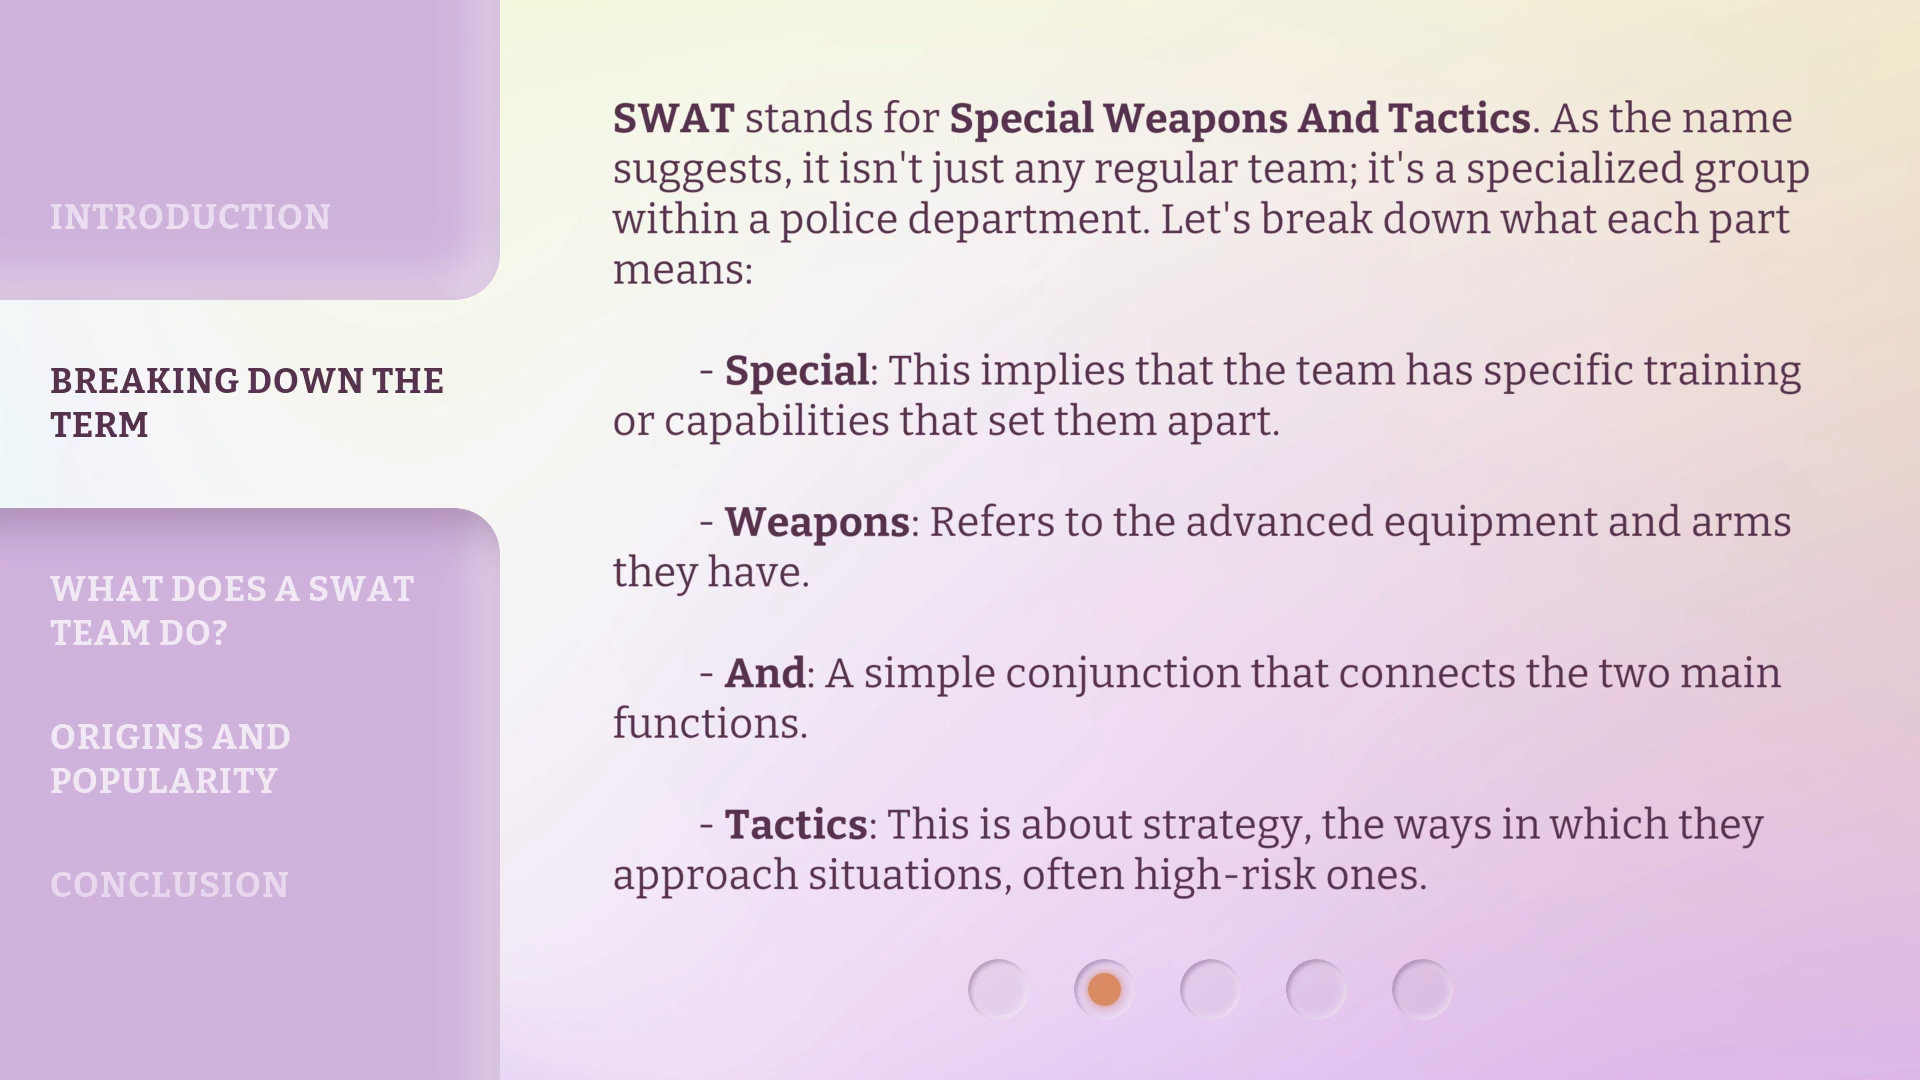 INTRODUCTION
BREAKING DOWN THE
TERM
WHAT DOES A SWAT
TEAM DO?
ORIGINS AND
POPULARITY
CONCLUSION
SWAT stands for Special Weapons And Tactics. As the name
suggests, it isn't just any regular team; it's a specialized group
within a police department. Let's break down what each part
means:
- Special: This implies that the team has specific training
or capabilities that set them apart.
- Weapons: Refers to the advanced equipment and arms
they have.
- And: A simple conjunction that connects the two main
functions.
- Tactics: This is about strategy, the ways in which they
approach situations, often high-risk ones.